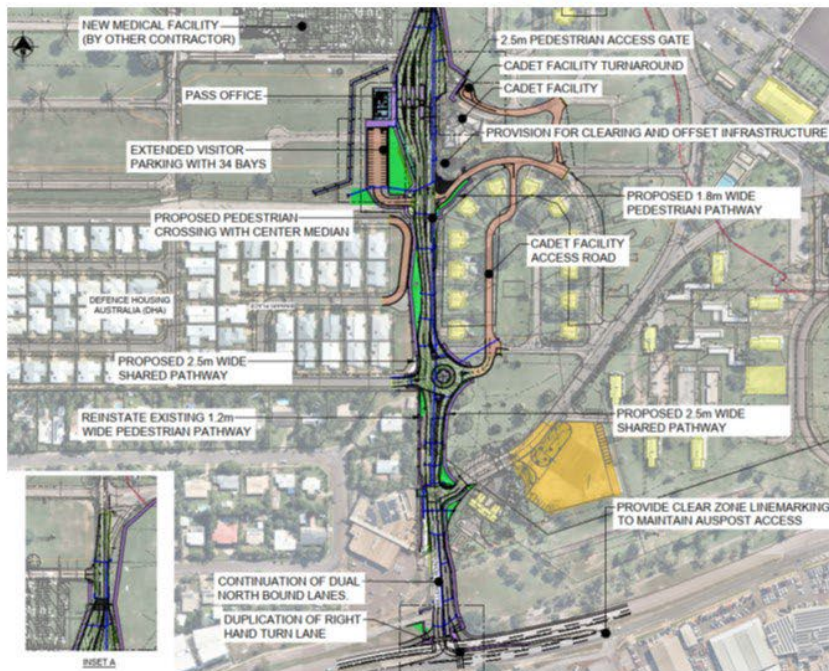 NEW MEDICAL FACILITY
(BY OTHER CONTRACTOR)
2.5m PEDESTRIAN ACCESS GATE
CADET FACILITY TURNAROUND
CADET FACILITY
PASS OFFICE
PROVISION FOR CLEARING AND OFFSET INFRASTRUCTURE
EXTENDED VISITOR
PARKING WITH 34 BAYS
PROPOSED 1.8m WIDE
PEDESTRIAN PATHWAY
PROPOSED PEDESTRIAN
CROSSING WITH CENTER MEDIAN
CADET FACILITY
ACCESS ROAD
DEFENCE HOUSING
AUSTRALIA (DHA)
PROPOSED 2.5m WIDE
SHARED PATHWAY
REINSTATE EXISTING 1.2m
WIDE PEDESTRIAN PATHWAY
PROPOSED 2.5m WIDE
SHARED PATHWAY
PROVIDE CLEAR ZONE LINEMARKING
TO MAINTAIN AUSPOST ACCESS
CONTINUATION OF DUAL
NORTH BOUND LANES.
DUPLICATION OF RIGHT
HAND TURN LANE
INSET A